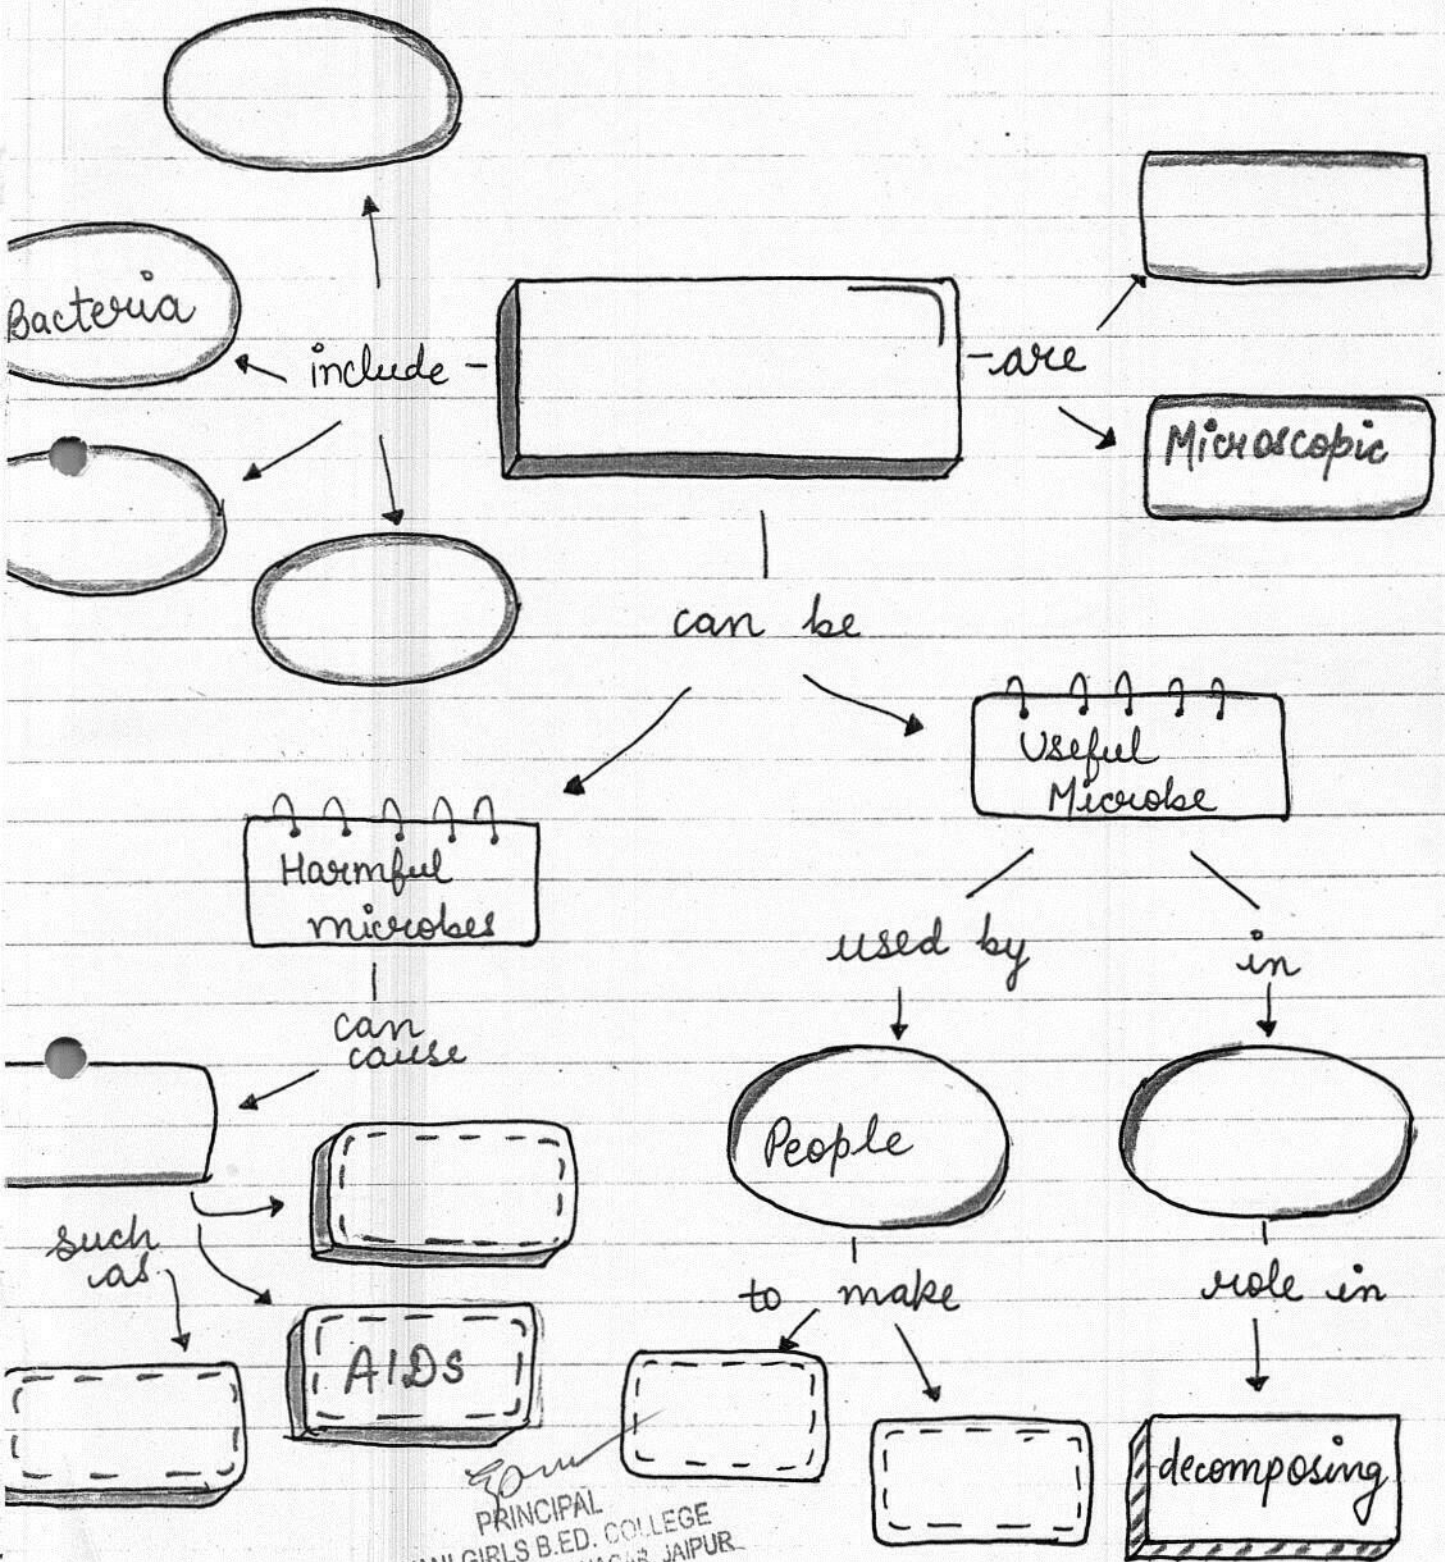 Bacteria
include
are
Microscopic
can be
Useful
Microbe
Harmful
microbes
used by
in
can
cause
People
such
as
to make
role in
AIDS
decomposing
PRINCIPAL
GIRLS B.ED. COLLEGE
JAIPUR